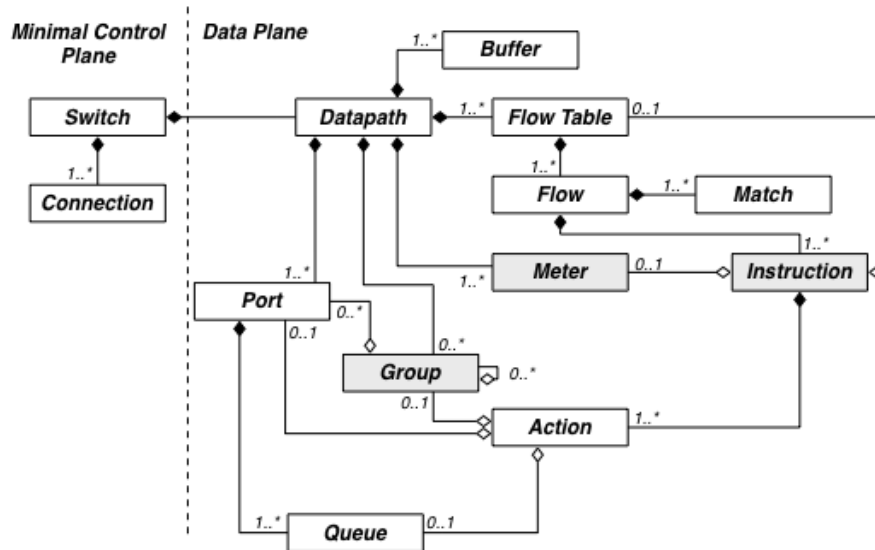 Minimal Control
Plane
Data Plane
1..*
Buffer
Switch
Datapath
1..*
Flow Table
0..1
1..*
Connection
1..*
Flow
1..*
Match
1..*
1..*
Port
1..*
Meter
0..1
Instruction
0..1
0..*
0..*
Group
0..*
0..1
Action
1..*
1..*
Queue
0..1